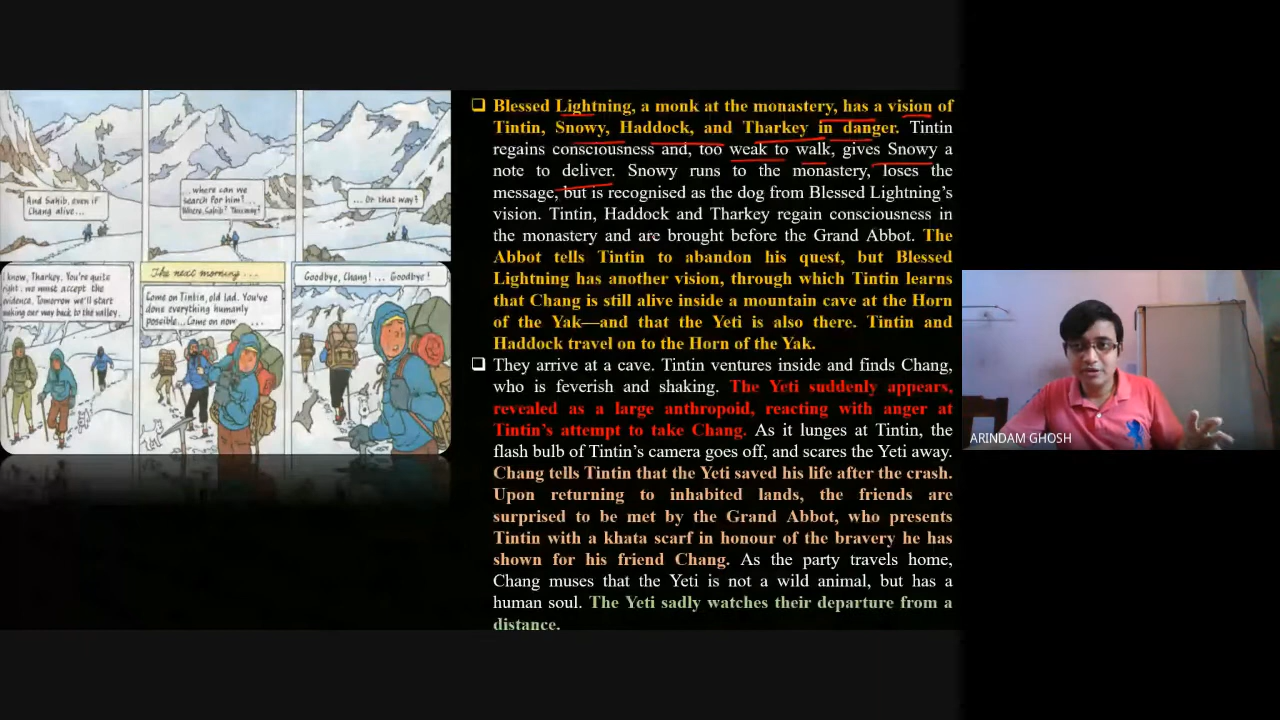 And Sahib, even if
Chang alive...
...where can we
search for him?...
Where, Sahib? This way?
...Or that way?
I know, Tharkey. You're quite
right: we must accept the
evidence. Tomorrow we'll start
making our way back to the valley.
The next morning...
Come on Tintin, old lad. You've
done everything humanly
possible...Come on now ...
Goodbye, Chang!... Goodbye!
❑ Blessed Lightning, a monk at the monastery, has a vision of
Tintin, Snowy, Haddock, and Tharkey in danger. Tintin
regains consciousness and, too weak to walk, gives Snowy a
note to deliver. Snowy runs to the monastery, loses the
message, but is recognised as the dog from Blessed Lightning's
vision. Tintin, Haddock and Tharkey regain consciousness in
the monastery and are brought before the Grand Abbot. The
Abbot tells Tintin to abandon his quest, but Blessed
Lightning has another vision, through which Tintin learns
that Chang is still alive inside a mountain cave at the Horn
of the Yak—and that the Yeti is also there. Tintin and
Haddock travel on to the Horn of the Yak.
❑ They arrive at a cave. Tintin ventures inside and finds Chang,
who is feverish and shaking. The Yeti suddenly appears,
revealed as a large anthropoid, reacting with anger at
Tintin's attempt to take Chang. As it lunges at Tintin, the
flash bulb of Tintin's camera goes off, and scares the Yeti away.
Chang tells Tintin that the Yeti saved his life after the crash.
Upon returning to inhabited lands, the friends are
surprised to be met by the Grand Abbot, who presents
Tintin with a khata scarf in honour of the bravery he has
shown for his friend Chang. As the party travels home,
Chang muses that the Yeti is not a wild animal, but has a
human soul. The Yeti sadly watches their departure from a
distance.
ARINDAM GHOSH